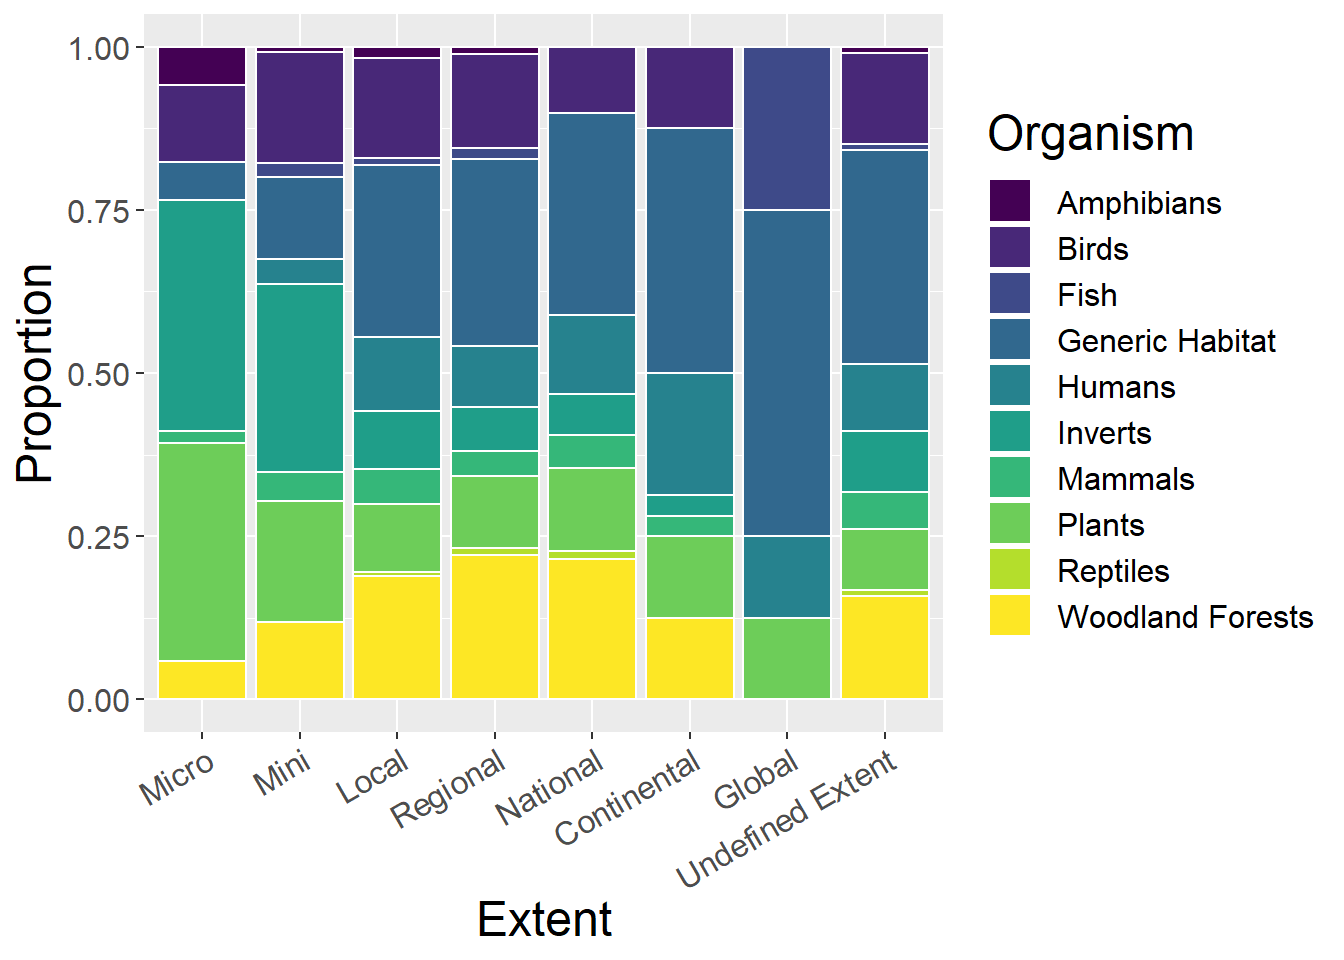 1.00
0.75
0.50
0.25
0.00
Proportion
Micro
Mini
Local
Regional
National
Continental
Global
Undefined Extent
Extent
Organism
Amphibians
Birds
Fish
Generic Habitat
Humans
Inverts
Mammals
Plants
Reptiles
Woodland Forests